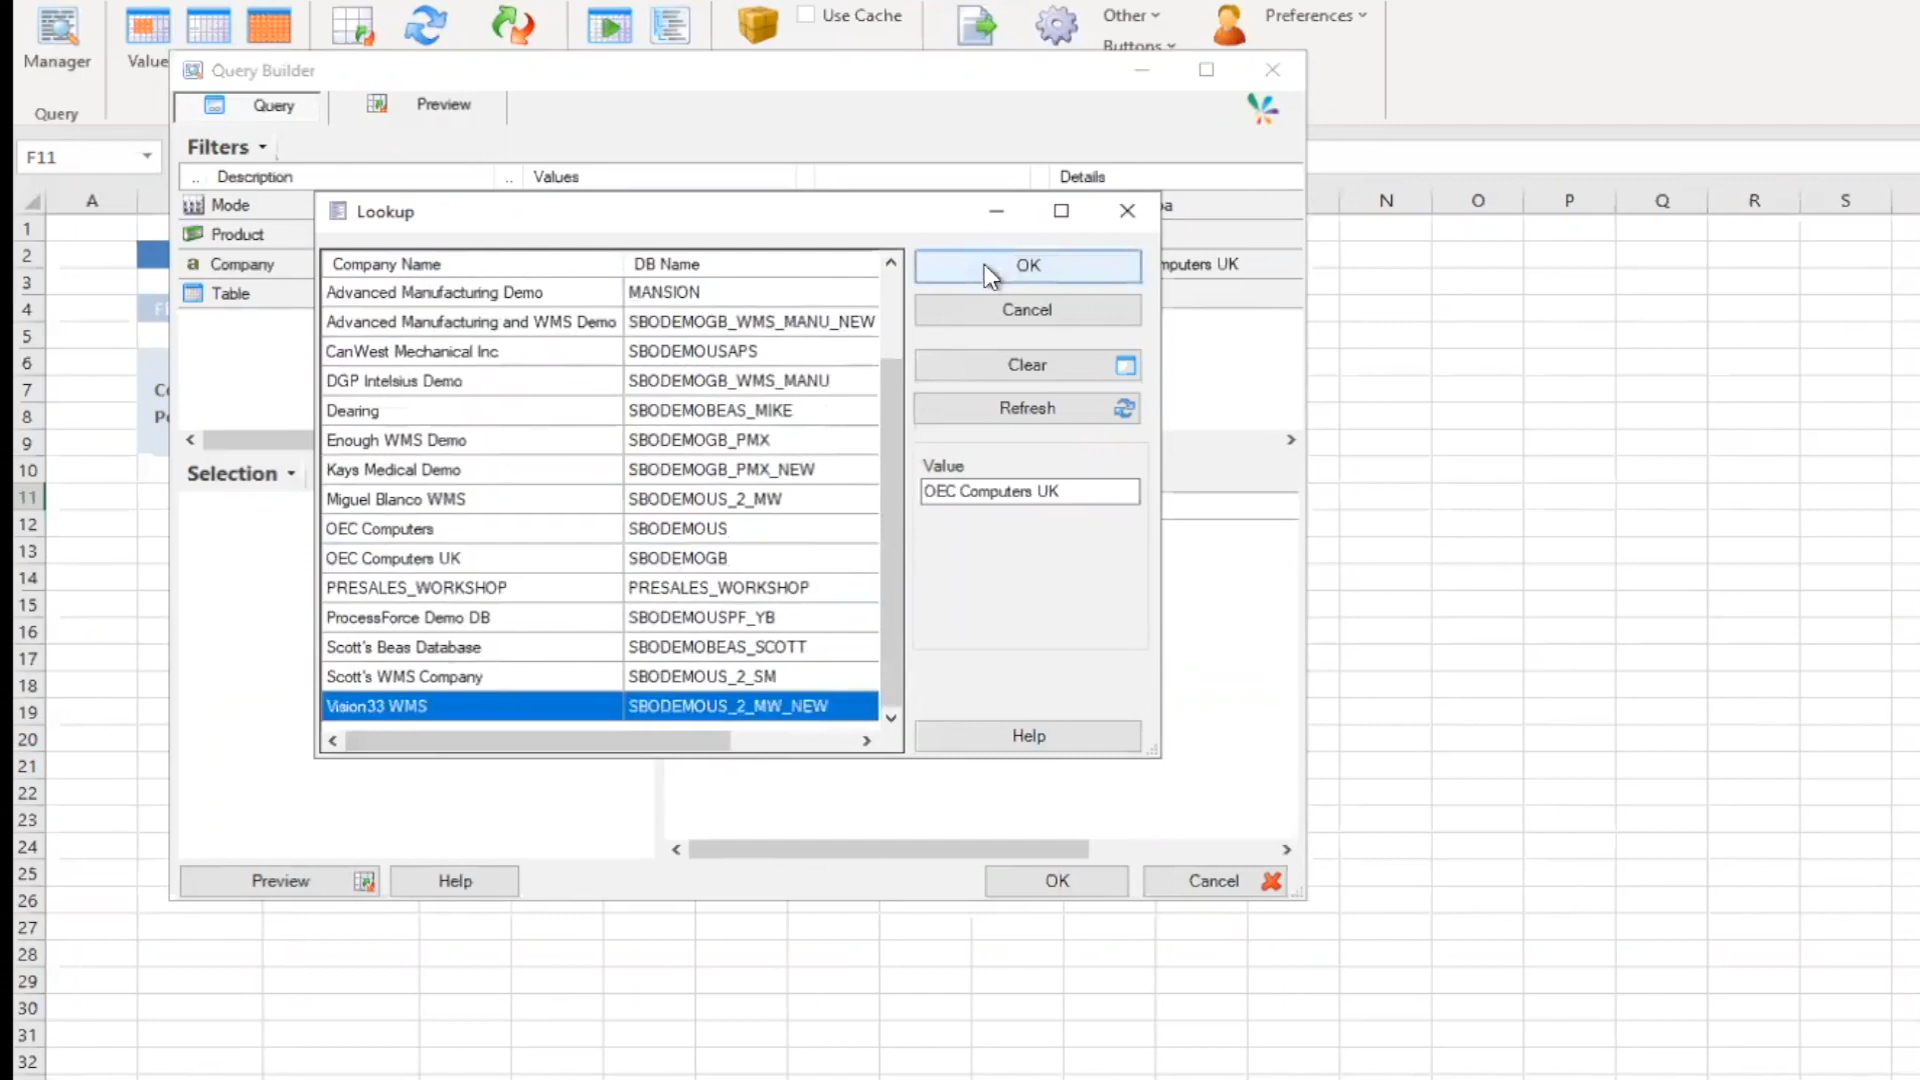 Use Cache
Other
Preferences
Buttons
Manager
Value
Query
Query Builder
Query
Preview
Filters
F11
.. Description .. Values Details
A N O P Q R S
Mode
Product
Company
Table
mputers UK
Lookup
Company Name DB Name
Advanced Manufacturing Demo MANSION
Advanced Manufacturing and WMS Demo SBODEMOGB_WMS_MANU_NEW
CanWest Mechanical Inc. SBODEMOUSAPS
DGP Intelsius Demo SBODEMOGB_WMS_MANU
Dearing SBODEMOBEAS_MIKE
Enough WMS Demo SBODEMOGB_PMX
Kays Medical Demo SBODEMOGB_PMX_NEW
Miguel Blanco WMS SBODEMOUS_2_MW
OEC Computers SBODEMOUS
OEC Computers UK SBODEMOGB
PRESALES_WORKSHOP PRESALES_WORKSHOP
ProcessForce Demo DB SBODEMOUSPF_YB
Scott's Beas Database SBODEMOBEAS_SCOTT
Scott's WMS Company SBODEMOUS_2_SM
Vision33 WMS SBODEMOUS_2_MW_NEW
OK
Cancel
Clear
Refresh
Value
OEC Computers UK
Help
Selection
Preview
Help
OK
Cancel
1
2
3
4
5
6
7
8
9
10
11
12
13
14
15
16
17
18
19
20
21
22
23
24
25
26
27
28
29
30
31
32